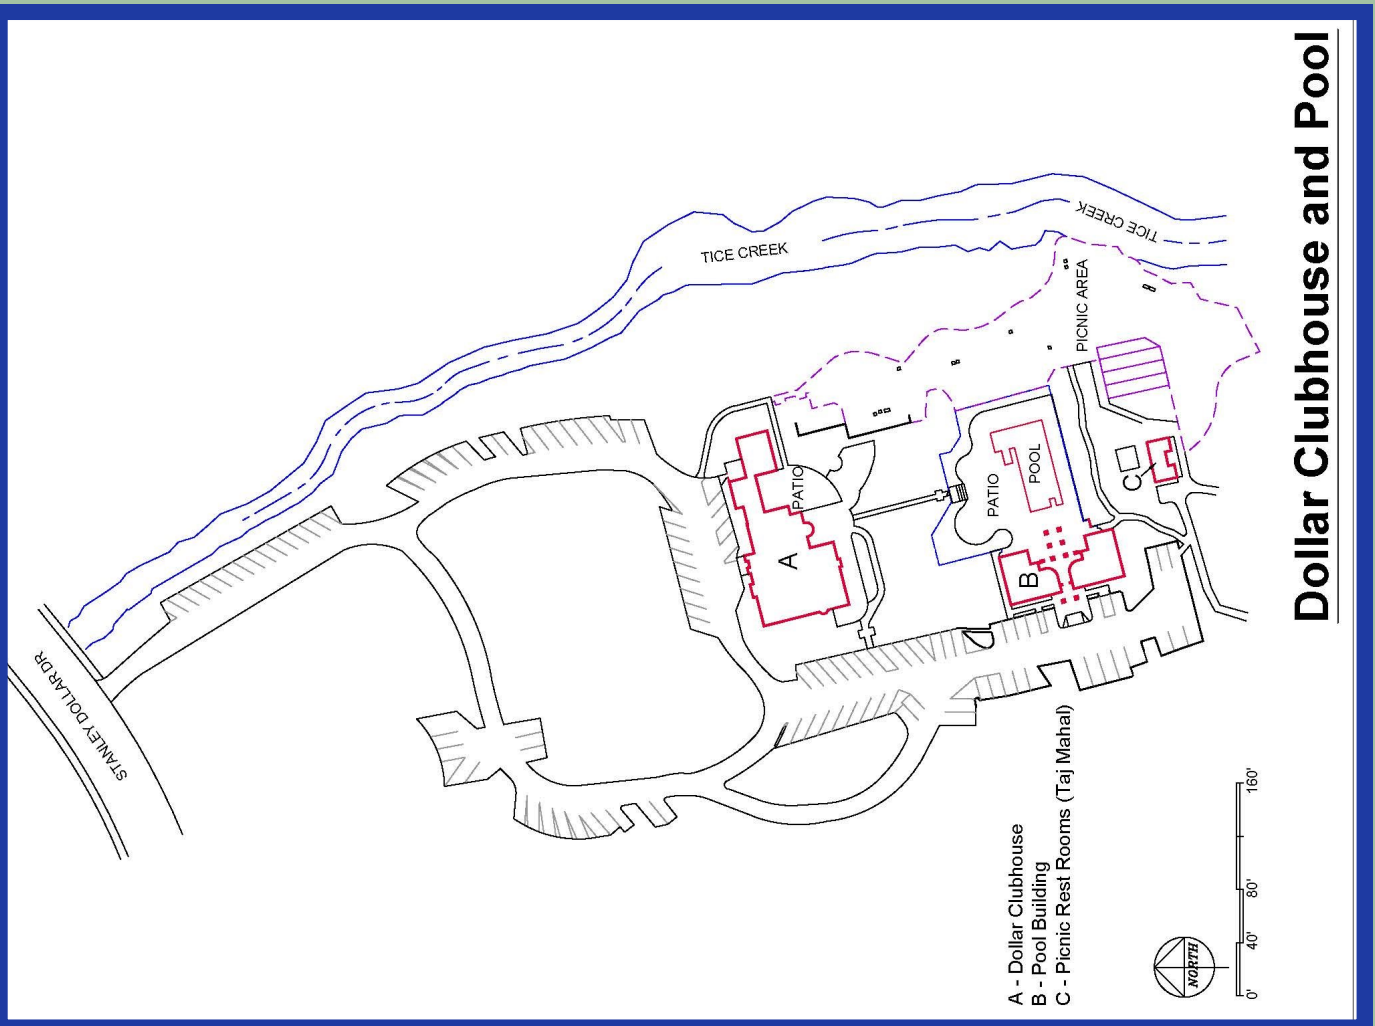 Dollar Clubhouse and Pool
TICE CREEK
TICE CREEK
PICNIC AREA
STANLEY DOLLAR DR
PATIO
A
PATIO
POOL
B
C
A - Dollar Clubhouse
B - Pool Building
C - Picnic Rest Rooms (Taj Mahal)
NORTH
0' 40' 80' 160'